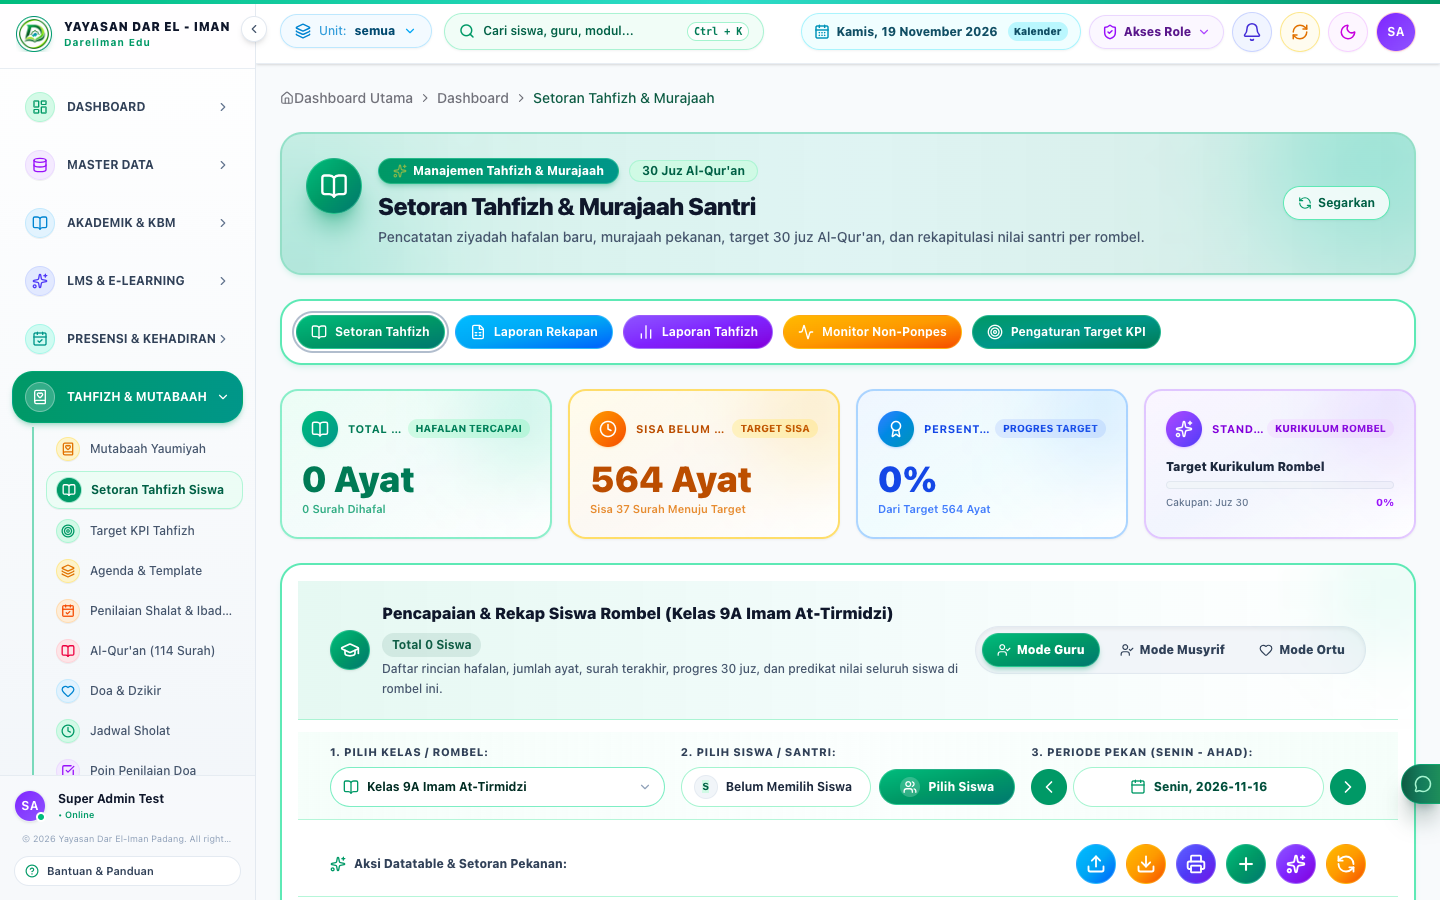 YAYASAN DAR EL - IMAN
Dareliman Edu
Unit: semua
Cari siswa, guru, modul...
Ctrl + K
Kamis, 19 November 2026
Kalender
Akses Role
SA
DASHBOARD
MASTER DATA
AKADEMIK & KBM
LMS & E-LEARNING
PRESENSI & KEHADIRAN
TAHFIZH & MUTABAAH
Mutabaah Yaumiyah
Setoran Tahfizh Siswa
Target KPI Tahfizh
Agenda & Template
Penilaian Shalat & Ibad...
Al-Qur'an (114 Surah)
Doa & Dzikir
Jadwal Sholat
Poin Penilaian Doa
SA
Super Admin Test
• Online
© 2026 Yayasan Dar El-Iman Padang. All right...
Bantuan & Panduan
Dashboard Utama > Dashboard > Setoran Tahfizh & Murajaah
Manajemen Tahfizh & Murajaah
30 Juz Al-Qur'an
Setoran Tahfizh & Murajaah Santri
Pencatatan ziyadah hafalan baru, murajaah pekanan, target 30 juz Al-Qur'an, dan rekapitulasi nilai santri per rombel.
Segarkan
Setoran Tahfizh
Laporan Rekapan
Laporan Tahfizh
Monitor Non-Ponpes
Pengaturan Target KPI
TOTAL ...
HAFALAN TERCAPAI
0 Ayat
0 Surah Dihafal
SISA BELUM ...
TARGET SISA
564 Ayat
Sisa 37 Surah Menuju Target
PERSENT...
PROGRES TARGET
0%
Dari Target 564 Ayat
STAND...
KURIKULUM ROMBEL
Target Kurikulum Rombel
Cakupan: Juz 30
0%
Pencapaian & Rekap Siswa Rombel (Kelas 9A Imam At-Tirmidzi)
Total 0 Siswa
Daftar rincian hafalan, jumlah ayat, surah terakhir, progres 30 juz, dan predikat nilai seluruh siswa di
rombel ini.
Mode Guru
Mode Musyrif
Mode Ortu
1. PILIH KELAS / ROMBEL:
Kelas 9A Imam At-Tirmidzi
2. PILIH SISWA / SANTRI:
S
Belum Memilih Siswa
Pilih Siswa
3. PERIODE PEKAN (SENIN - AHAD):
Senin, 2026-11-16
Aksi Datatable & Setoran Pekanan: